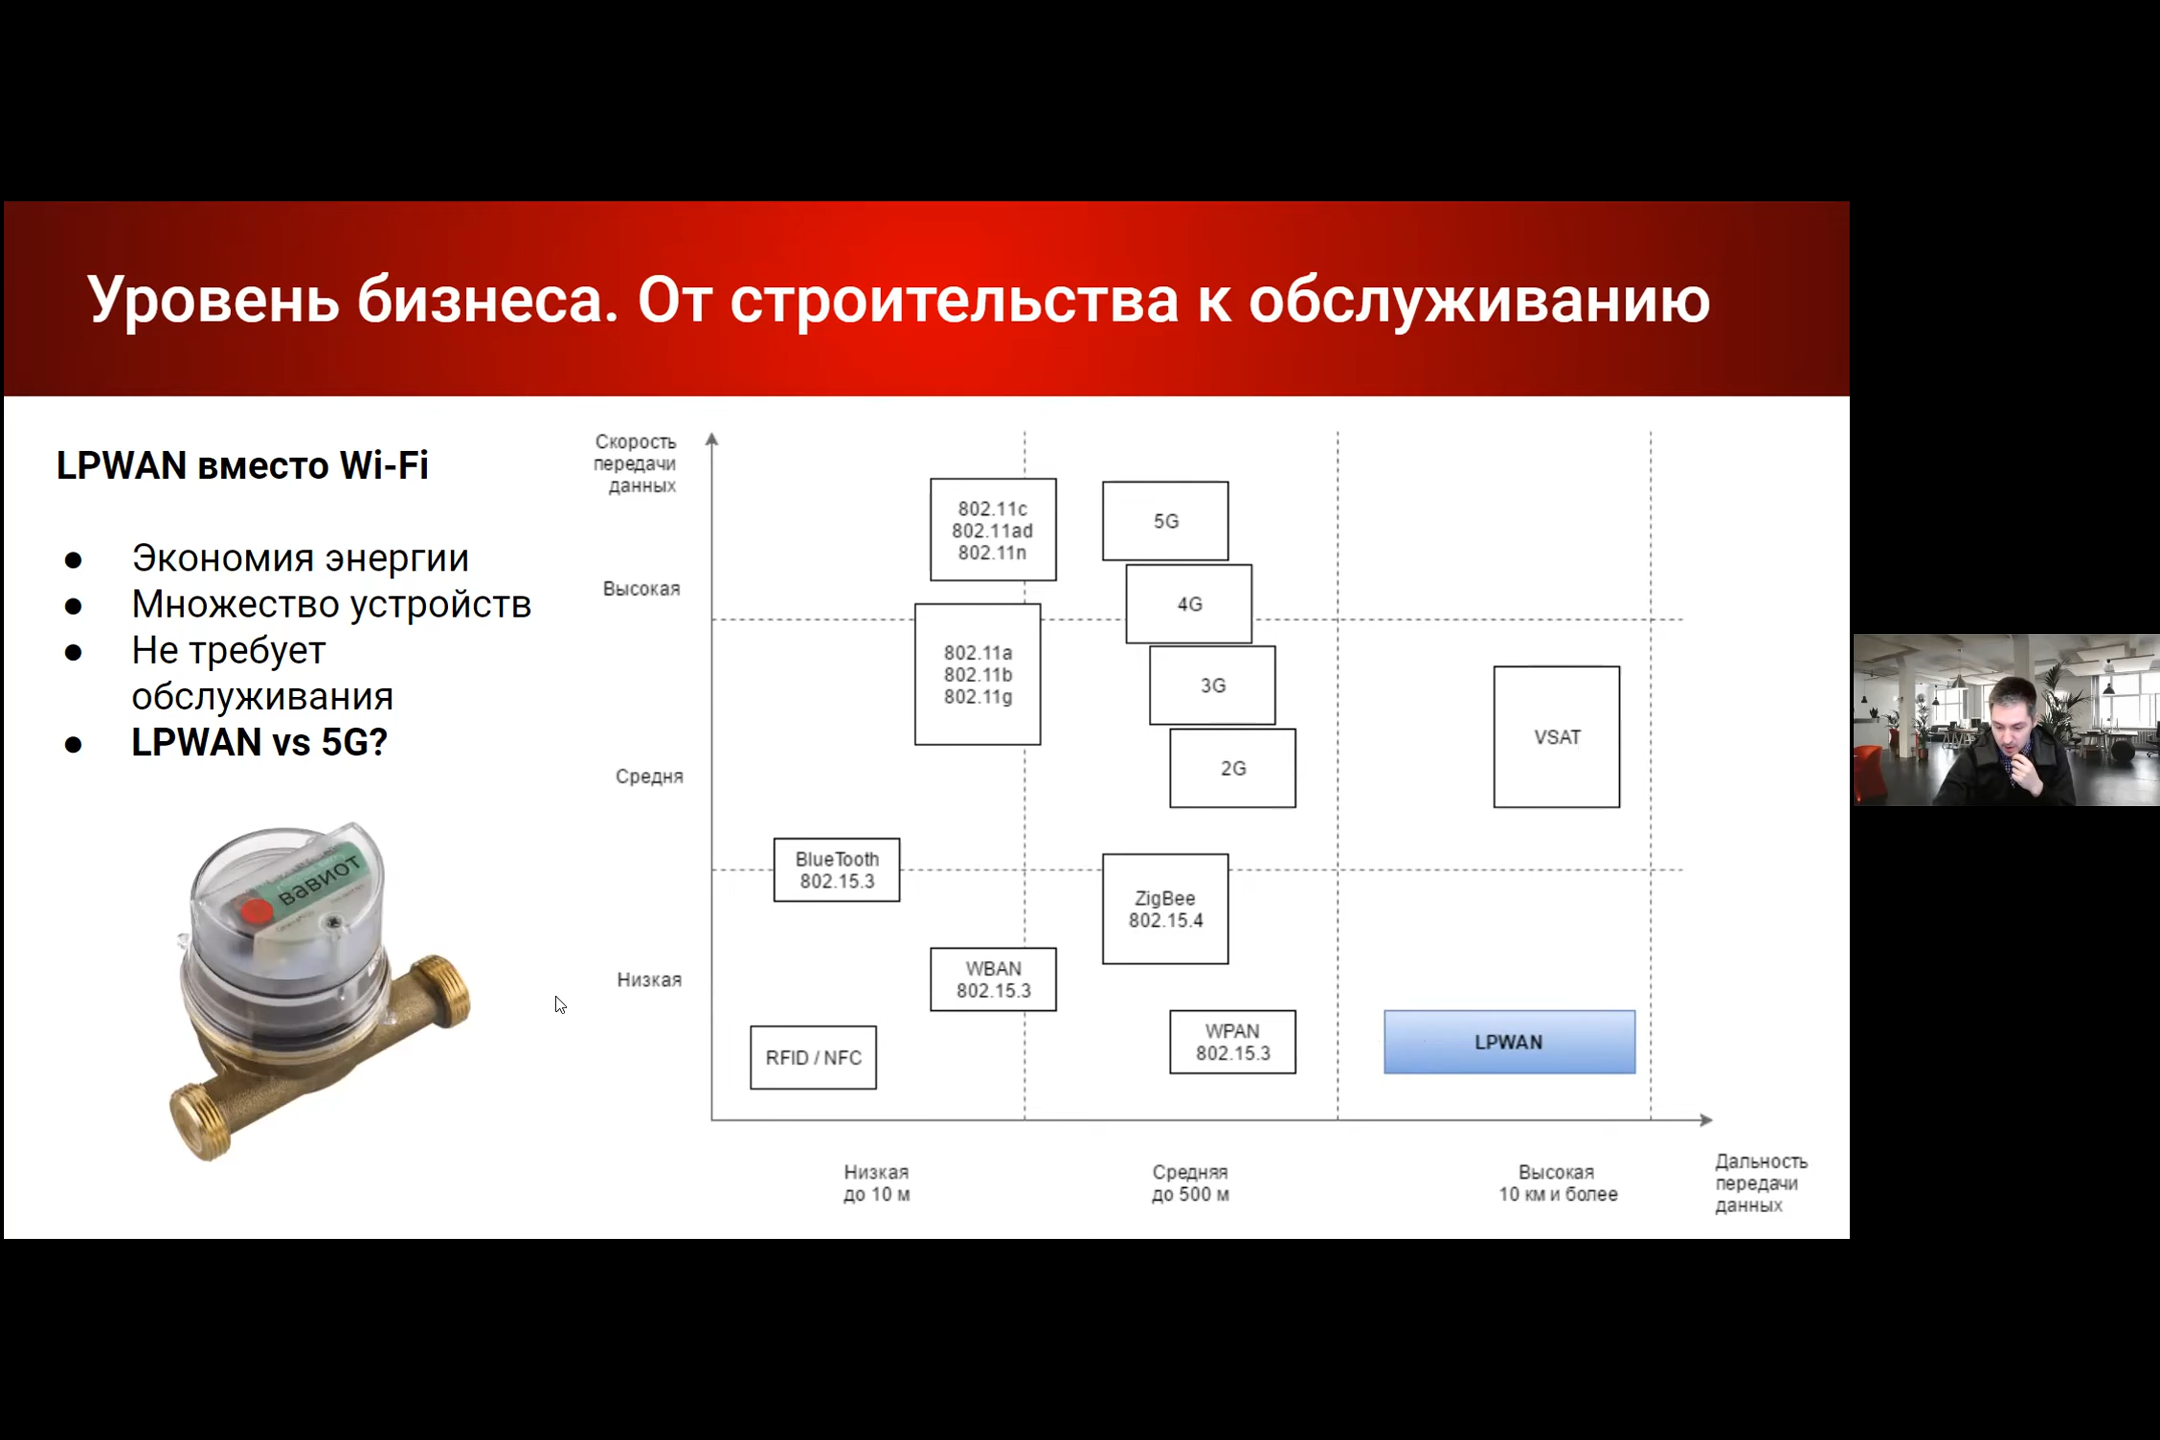 Уровень бизнеса. От строительства к обслуживанию
LPWAN вместо Wi-Fi
● Экономия энергии
● Множество устройств
● Не требует
обслуживания
● LPWAN vs 5G?
вавиот
Скорость
передачи
данных
Высокая
Средня
Низкая
802.11c
802.11ad
802.11n
5G
4G
802.11a
802.11b
802.11g
3G
2G
VSAT
BlueTooth
802.15.3
ZigBee
802.15.4
WBAN
802.15.3
RFID / NFC
WPAN
802.15.3
LPWAN
Низкая
до 10 м
Средняя
до 500 м
Высокая
10 км и более
Дальность
передачи
данных